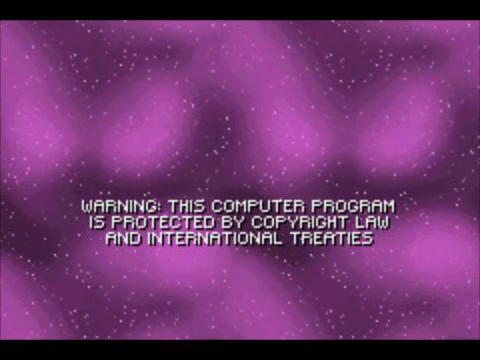 WARNING: THIS COMPUTER PROGRAM
IS PROTECTED BY COPYRIGHT LAW
AND INTERNATIONAL TREATIES